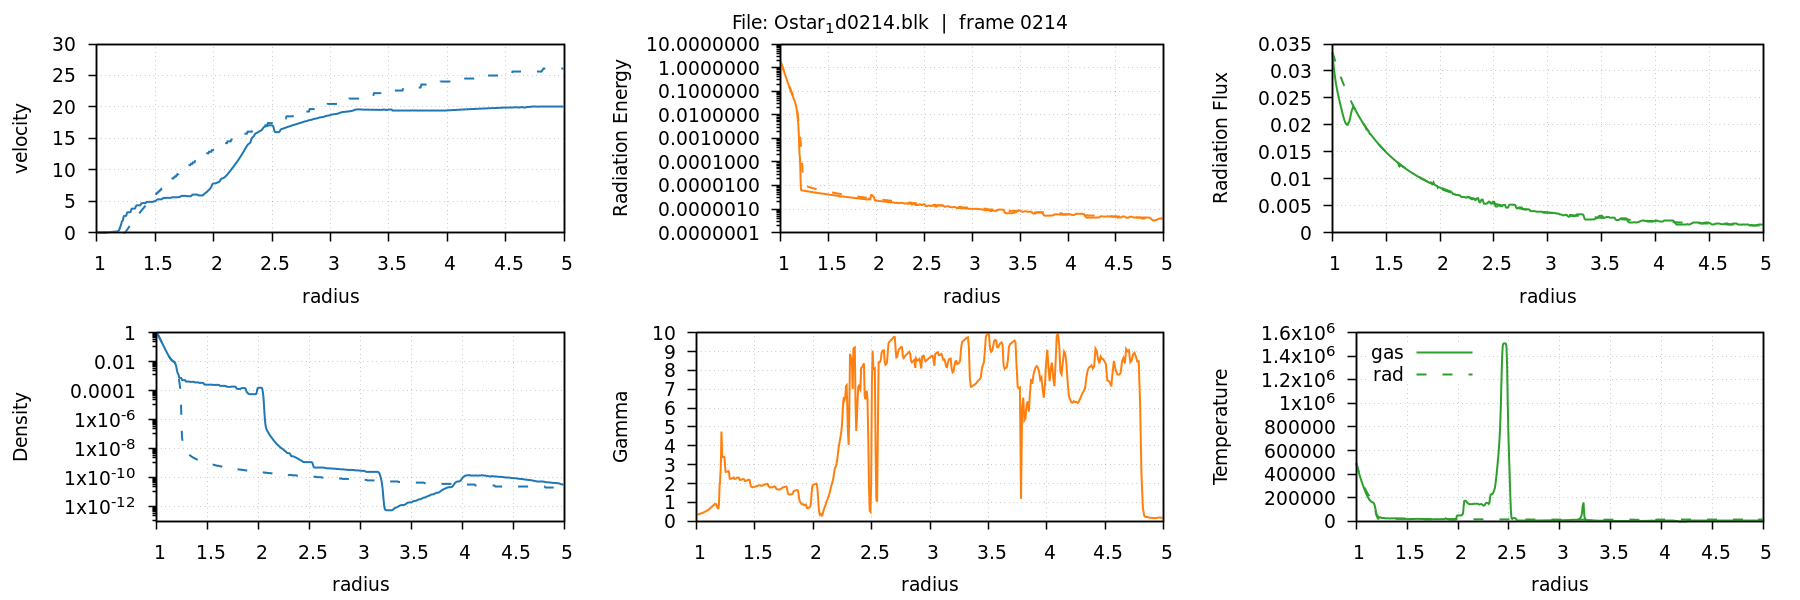 File: Ostar₁d0214.blk | frame 0214
velocity
30
25
20
15
10
5
0
1 1.5 2 2.5 3 3.5 4 4.5 5
radius
Radiation Energy
10.0000000
1.0000000
0.1000000
0.0100000
0.0010000
0.0001000
0.0000100
0.0000010
0.0000001
1 1.5 2 2.5 3 3.5 4 4.5 5
radius
Radiation Flux
0.035
0.03
0.025
0.02
0.015
0.01
0.005
0
1 1.5 2 2.5 3 3.5 4 4.5 5
radius
Density
1
0.01
0.0001
1x10⁻⁶
1x10⁻⁸
1x10⁻¹⁰
1x10⁻¹²
1 1.5 2 2.5 3 3.5 4 4.5 5
radius
Gamma
10
9
8
7
6
5
4
3
2
1
0
1 1.5 2 2.5 3 3.5 4 4.5 5
radius
Temperature
1.6x10⁶
1.4x10⁶
1.2x10⁶
1x10⁶
800000
600000
400000
200000
0
gas
rad
1 1.5 2 2.5 3 3.5 4 4.5 5
radius